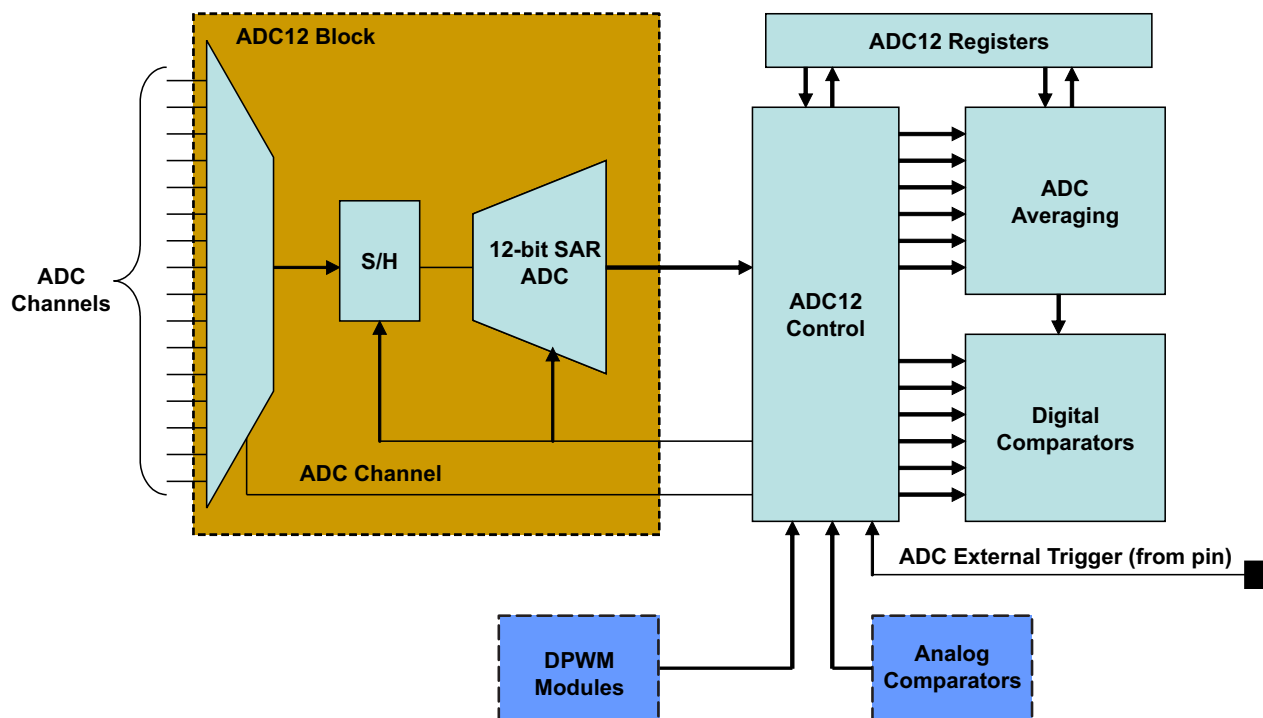 ADC12 Block
ADC12 Registers
ADC
Channels
S/H
12-bit SAR
ADC
ADC12
Control
ADC
Averaging
Digital
Comparators
ADC Channel
ADC External Trigger (from pin)
DPWM
Modules
Analog
Comparators